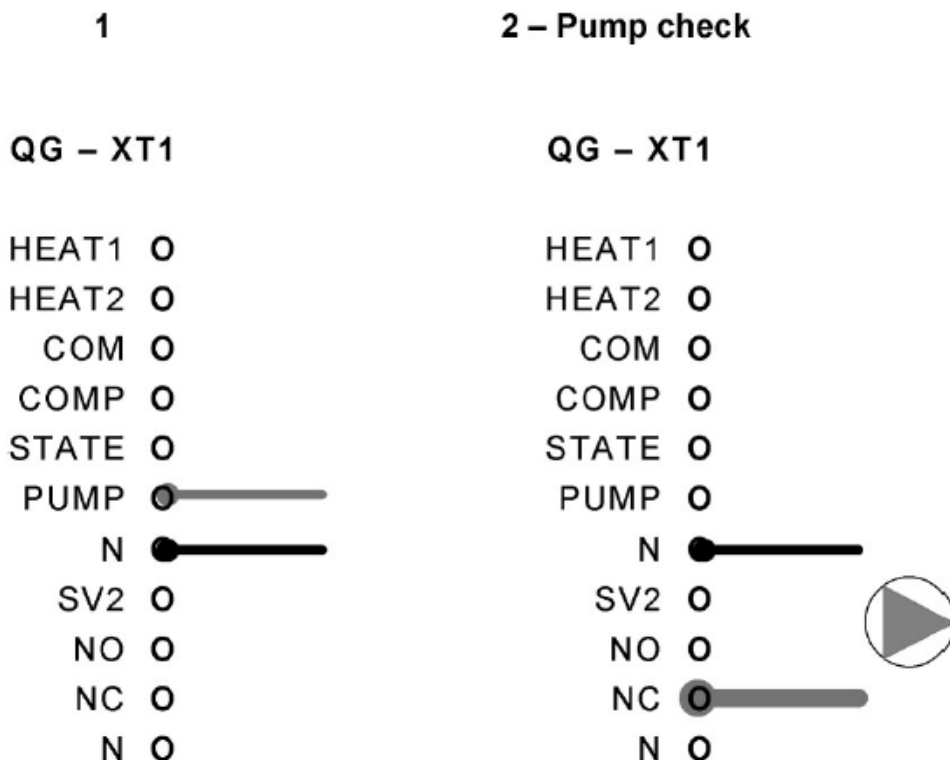 1
2 – Pump check
QG – XT1
HEAT1
HEAT2
COM
COMP
STATE
PUMP
N
SV2
NO
NC
N
QG – XT1
HEAT1
HEAT2
COM
COMP
STATE
PUMP
N
SV2
NO
NC
N